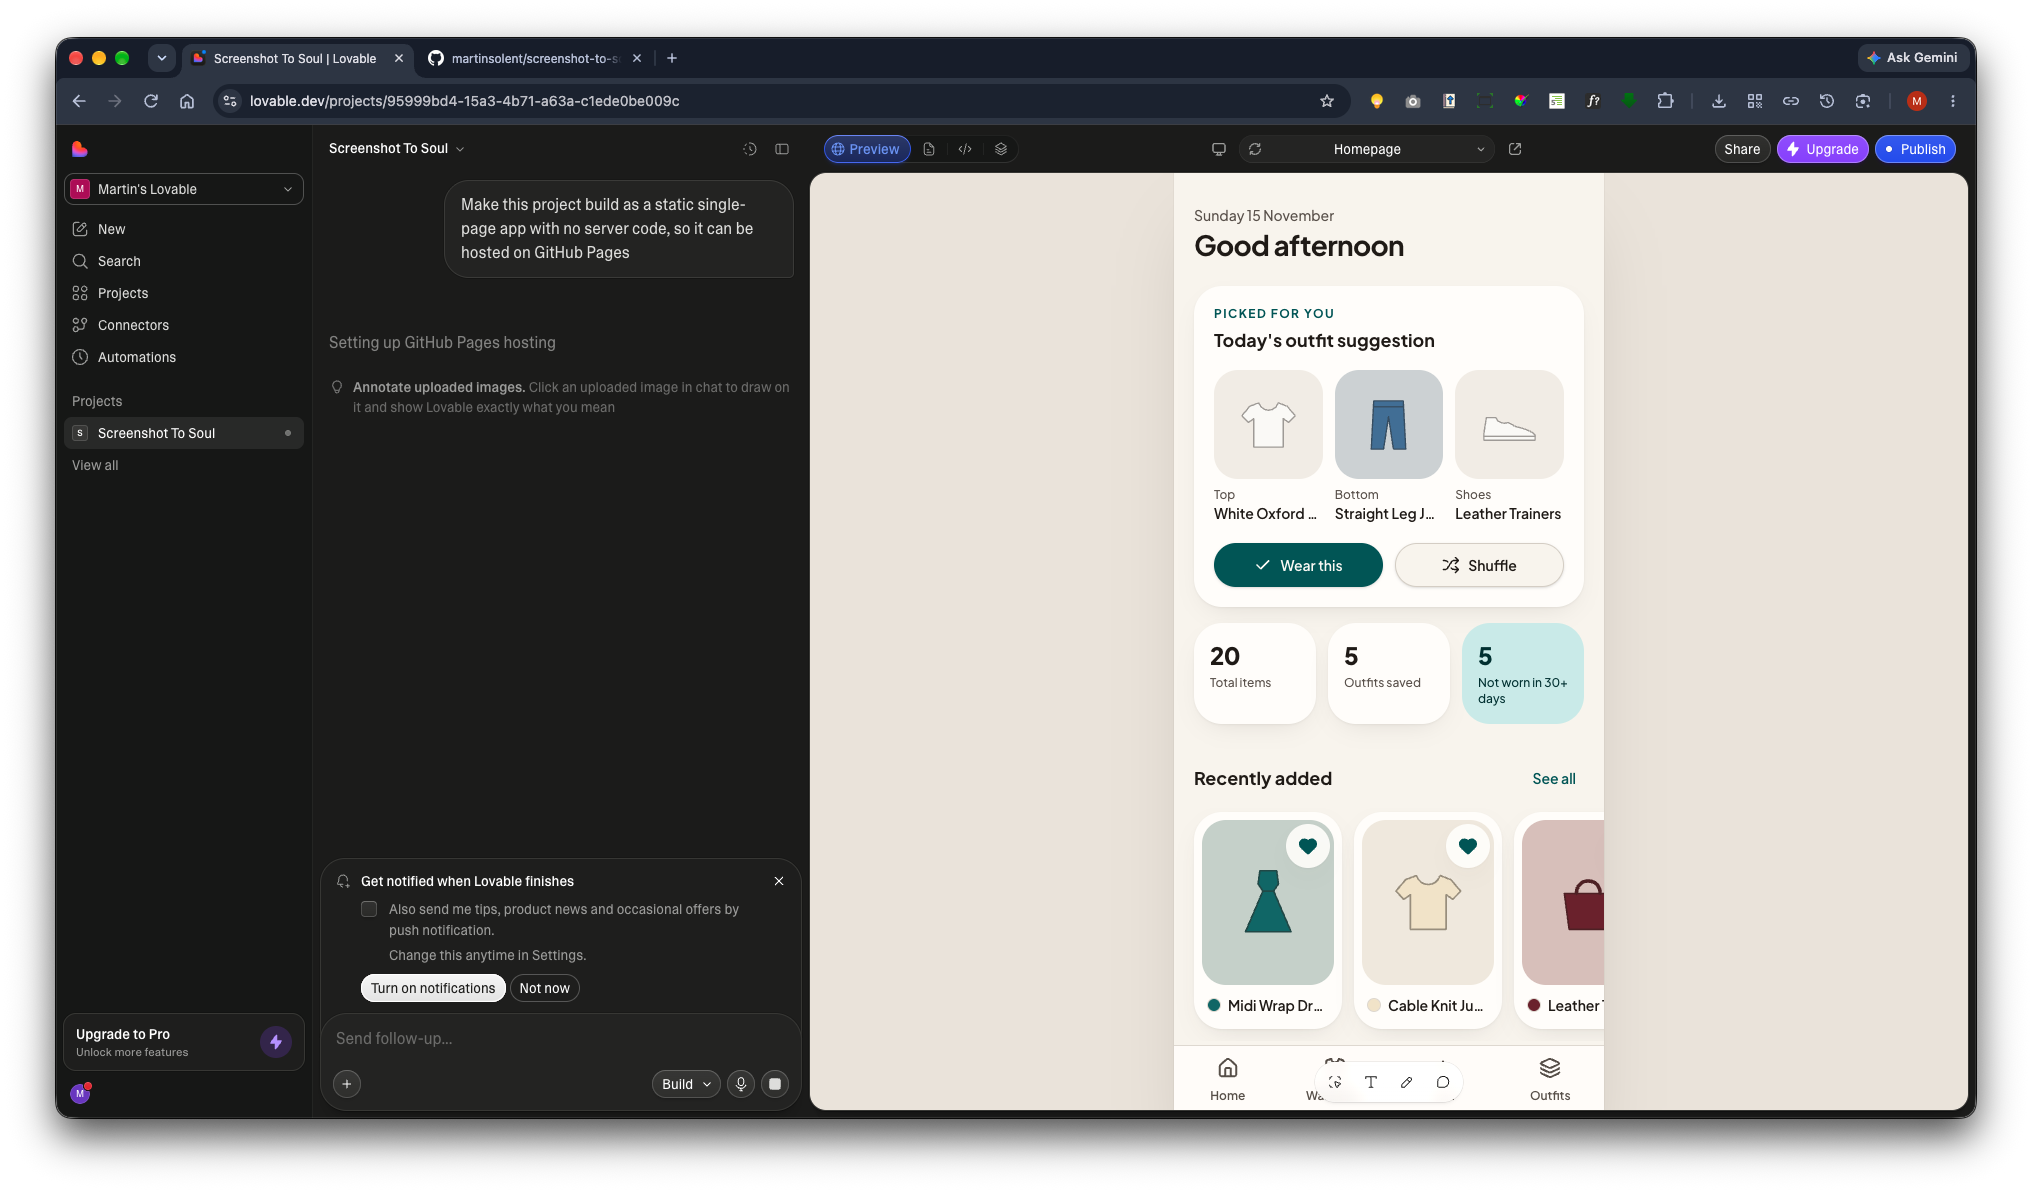 Screenshot To Soul | Lovable
martinsolent/screenshot-to-s
Ask Gemini
lovable.dev/projects/95999bd4-15a3-4b71-a63a-c1ede0be009c
M
M
Martin's Lovable
New
Search
Projects
Connectors
Automations
Projects
S
Screenshot To Soul
View all
Upgrade to Pro
Unlock more features
M
Screenshot To Soul
Make this project build as a static single-
page app with no server code, so it can be
hosted on GitHub Pages
Setting up GitHub Pages hosting
Annotate uploaded images. Click an uploaded image in chat to draw on
it and show Lovable exactly what you mean
Get notified when Lovable finishes
Also send me tips, product news and occasional offers by
push notification.
Change this anytime in Settings.
Turn on notifications
Not now
Send follow-up...
Build
Preview
Homepage
Share
Upgrade
Publish
Sunday 15 November
Good afternoon
PICKED FOR YOU
Today's outfit suggestion
Top
White Oxford ...
Bottom
Straight Leg J...
Shoes
Leather Trainers
Wear this
Shuffle
20
Total items
5
Outfits saved
5
Not worn in 30+
days
Recently added
See all
Midi Wrap Dr...
Cable Knit Ju...
Leather
Home
T
Outfits